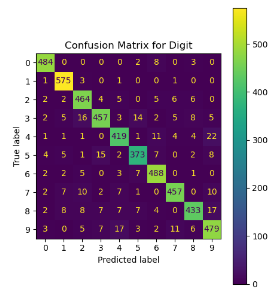 Confusion Matrix for Digit
0 484 0 0 0 0 2 8 0 3 0
1 1 575 3 0 1 0 0 1 0 0
2 2 2 464 4 5 0 5 6 6 0
3 2 5 16 457 3 14 2 5 8 5
4 1 1 1 0 419 1 11 4 4 22
5 4 5 1 15 2 373 7 0 2 8
6 2 2 5 0 3 7 488 0 1 0
7 2 7 10 2 7 1 0 457 0 10
8 2 8 8 7 7 7 4 0 433 17
9 3 0 5 7 17 3 2 11 6 479
0 1 2 3 4 5 6 7 8 9
True label
Predicted label
500
400
300
200
100
0